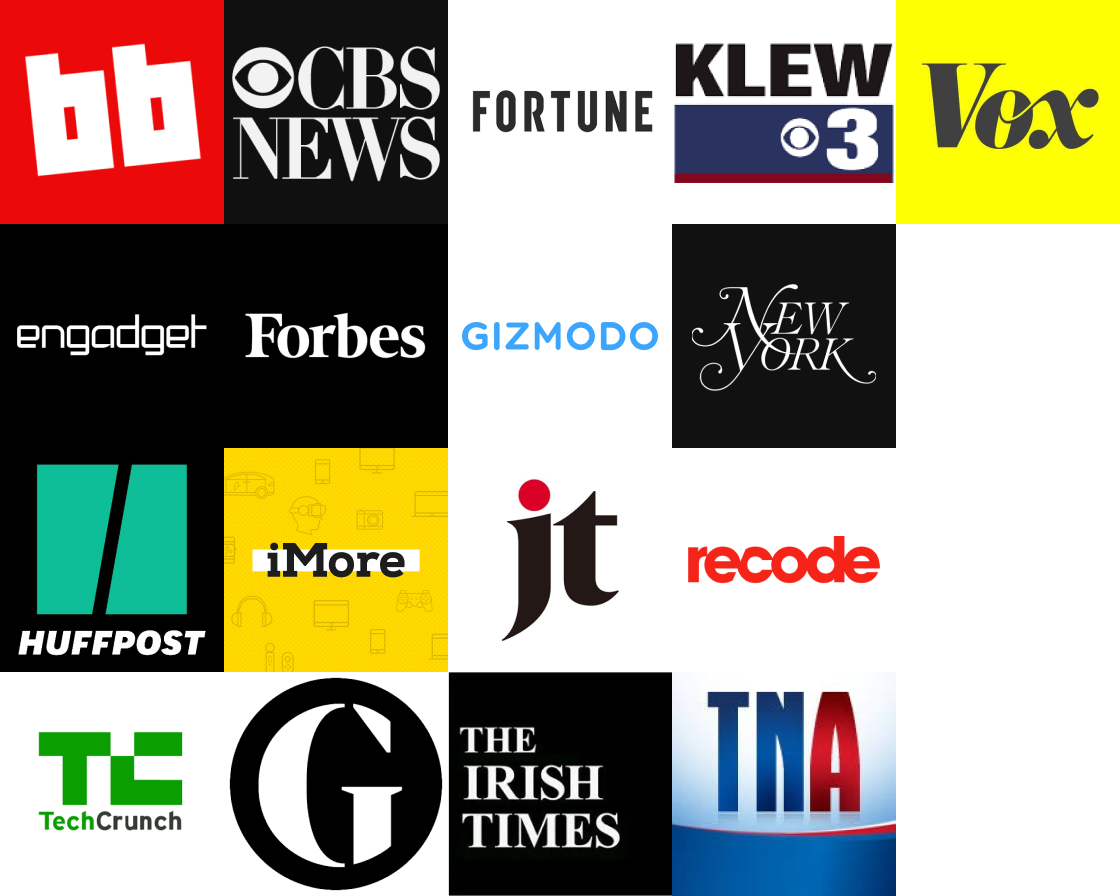 bb
CBS
NEWS
FORTUNE
KLEW
3
Vox
engadget
Forbes
GIZMODO
NEW
YORK
HUFFPOST
iMore
jt
recode
TC
TechCrunch
G
THE
IRISH
TIMES
TNA